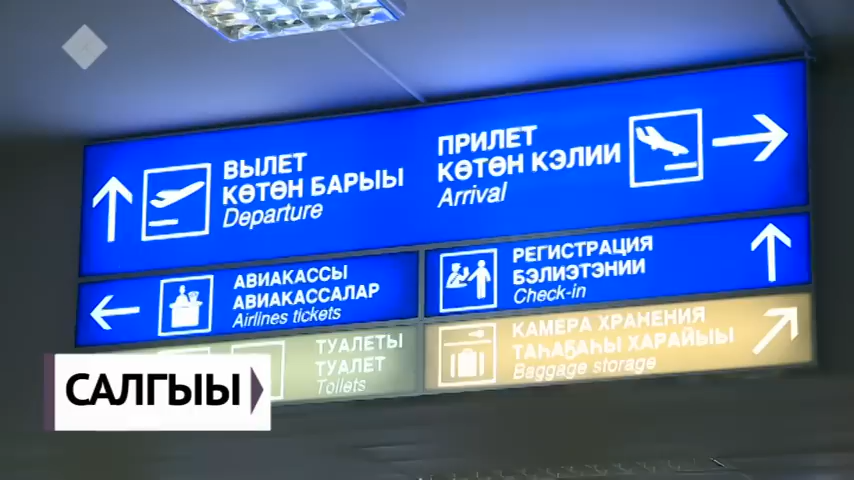 ВЫЛЕТ
КӨТӨН БАРЫЫ
Departure
ПРИЛЕТ
КӨТӨН КЭЛИИ
Arrival
АВИАКАССЫ
АВИАКАССАЛАР
Airlines tickets
РЕГИСТРАЦИЯ
БЭЛИЭТЭНИИ
Check-in
ТУАЛЕТЫ
ТУАЛЕТ
Toilets
КАМЕРА ХРАНЕНИЯ
ТАҺАҔАҺЫ ХАРАЙЫЫ
Baggage storage
САЛГЫЫ